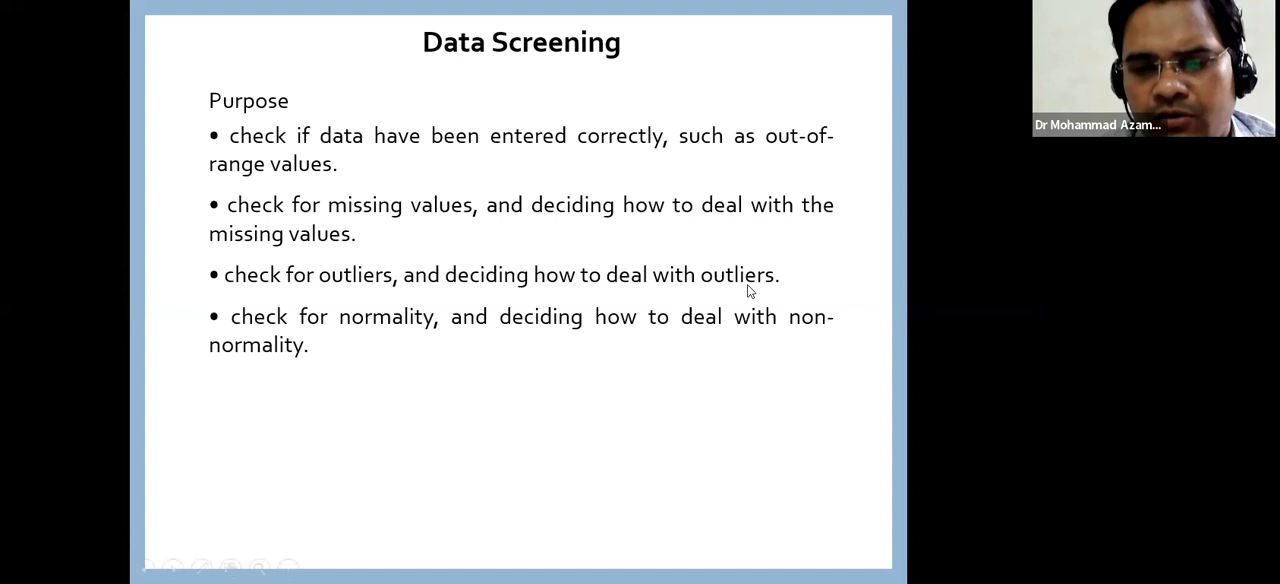 Data Screening
Purpose
• check if data have been entered correctly, such as out-of-
range values.
• check for missing values, and deciding how to deal with the
missing values.
• check for outliers, and deciding how to deal with outliers.
• check for normality, and deciding how to deal with non-
normality.
Dr Mohammad Azam...